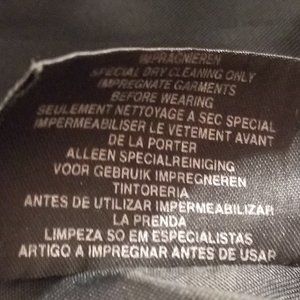 IMPRÄGNIEREN
SPECIAL DRY CLEANING ONLY
IMPREGNATE GARMENTS
BEFORE WEARING
SEULEMENT NETTOYAGE A SEC SPECIAL
IMPERMEABILISER LE VETEMENT AVANT
DE LA PORTER
ALLEEN SPECIALREINIGING
VOOR GEBRUIK IMPREGNEREN
TINTORERIA
ANTES DE UTILIZAR IMPERMEABILIZAR
LA PRENDA
LIMPEZA SO EM ESPECIALISTAS
ARTIGO A IMPREGNAR ANTES DE USAR